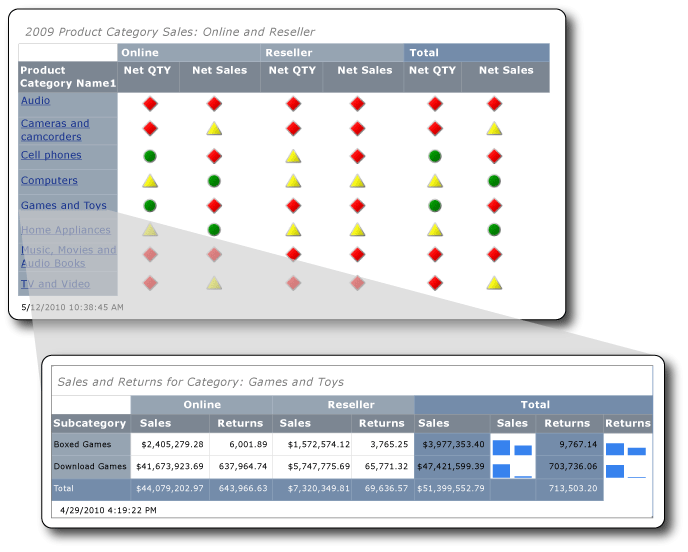 2009 Product Category Sales: Online and Reseller
Online Reseller Total
Product
Category Name1 Net QTY Net Sales Net QTY Net Sales Net QTY Net Sales
Audio
Cameras and
camcorders
Cell phones
Computers
Games and Toys
Home Appliances
Music, Movies and
Audio Books
TV and Video
5/12/2010 10:38:45 AM
Sales and Returns for Category: Games and Toys
Online Reseller Total
Subcategory Sales Returns Sales Returns Sales Sales Returns Returns
Boxed Games $2,405,279.28 6,001.89 $1,572,574.12 3,765.25 $3,977,353.40 9,767.14
Download Games $41,673,923.69 637,964.74 $5,747,775.69 65,771.32 $47,421,599.39 703,736.06
Total $44,079,202.97 643,966.63 $7,320,349.81 69,636.57 $51,399,552.79 713,503.20
4/29/2010 4:19:22 PM